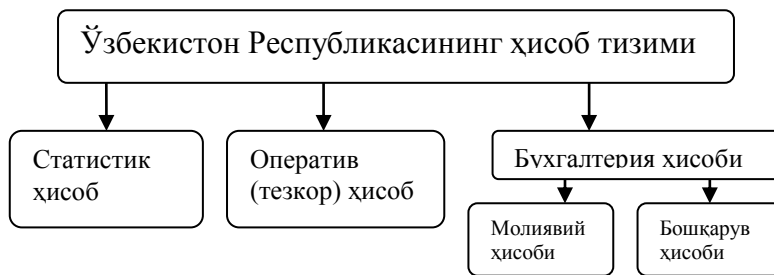 Ўзбекистон Республикасининг ҳисоб тизими
Статистик
ҳисоб
Оператив
(тезкор) ҳисоб
Бухгалтерия ҳисоби
Молиявий
ҳисоби
Бошқарув
ҳисоби